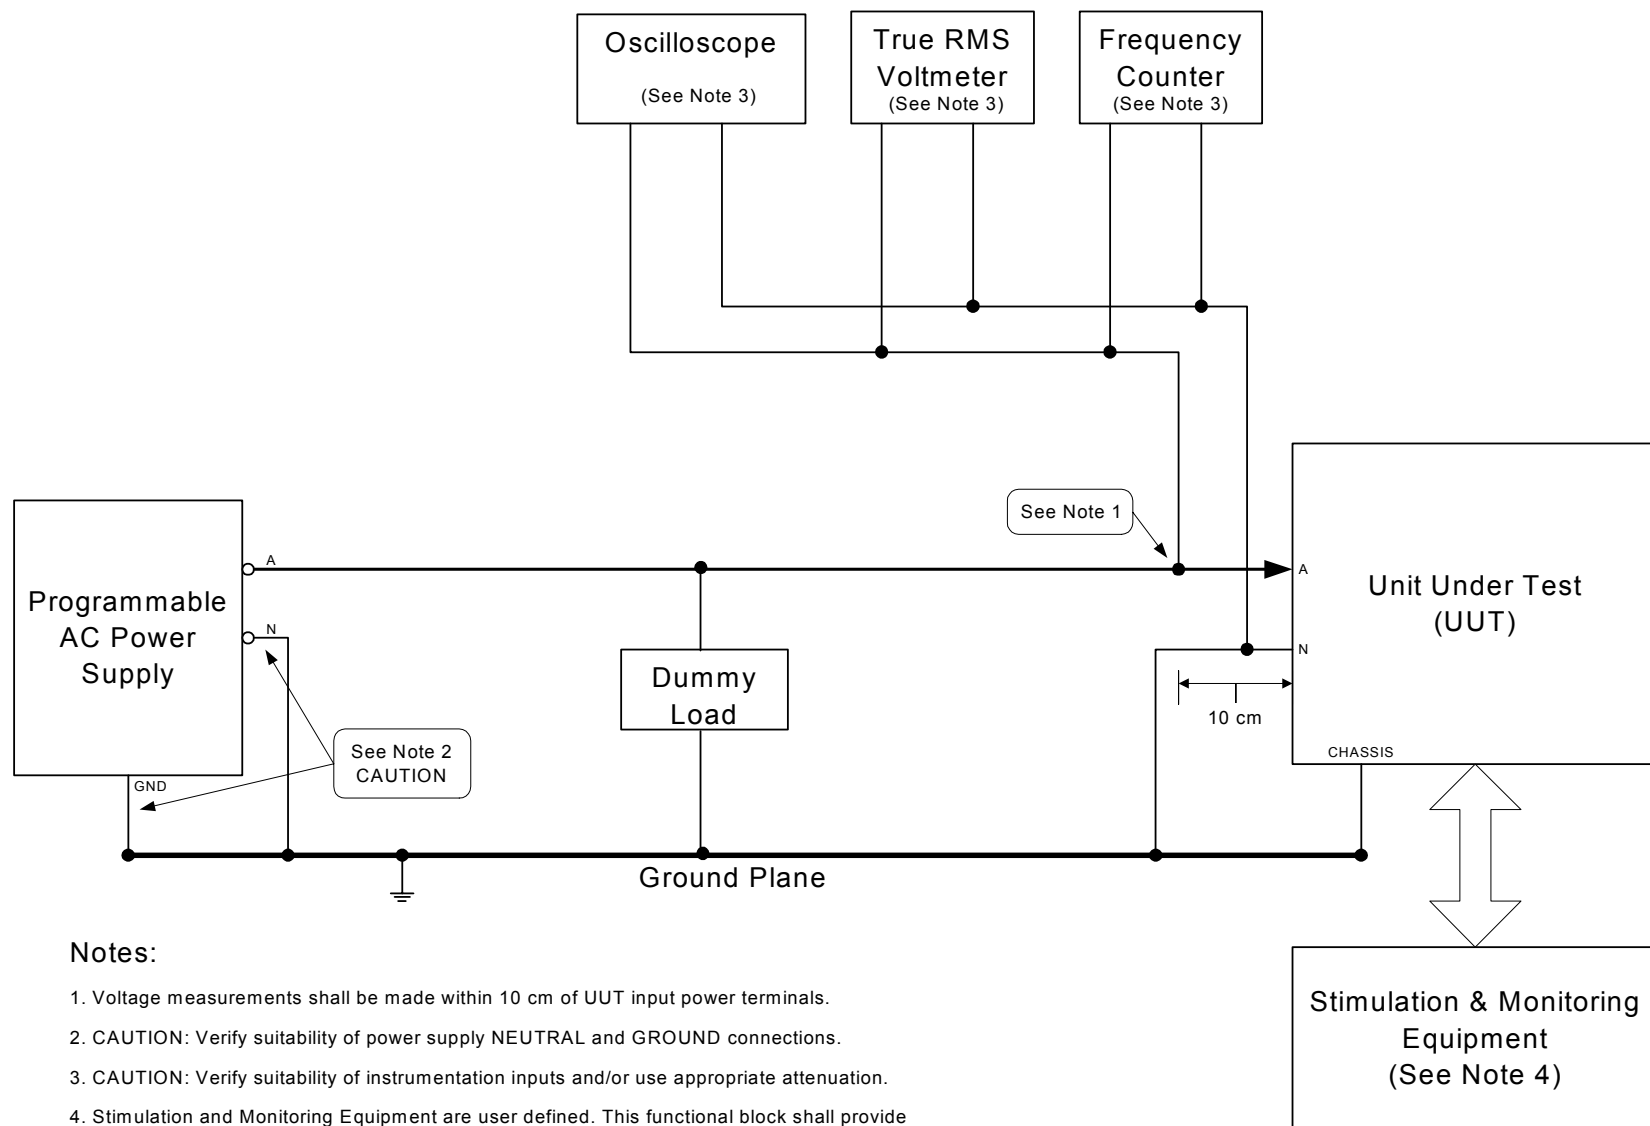 Oscilloscope
(See Note 3)
True RMS
Voltmeter
(See Note 3)
Frequency
Counter
(See Note 3)
See Note 1
Programmable
AC Power
Supply
A
N
GND
See Note 2
CAUTION
Dummy
Load
A
N
Unit Under Test
(UUT)
10 cm
CHASSIS
Ground Plane
Stimulation & Monitoring
Equipment
(See Note 4)
Notes:
1. Voltage measurements shall be made within 10 cm of UUT input power terminals.
2. CAUTION: Verify suitability of power supply NEUTRAL and GROUND connections.
3. CAUTION: Verify suitability of instrumentation inputs and/or use appropriate attenuation.
4. Stimulation and Monitoring Equipment are user defined. This functional block shall provide